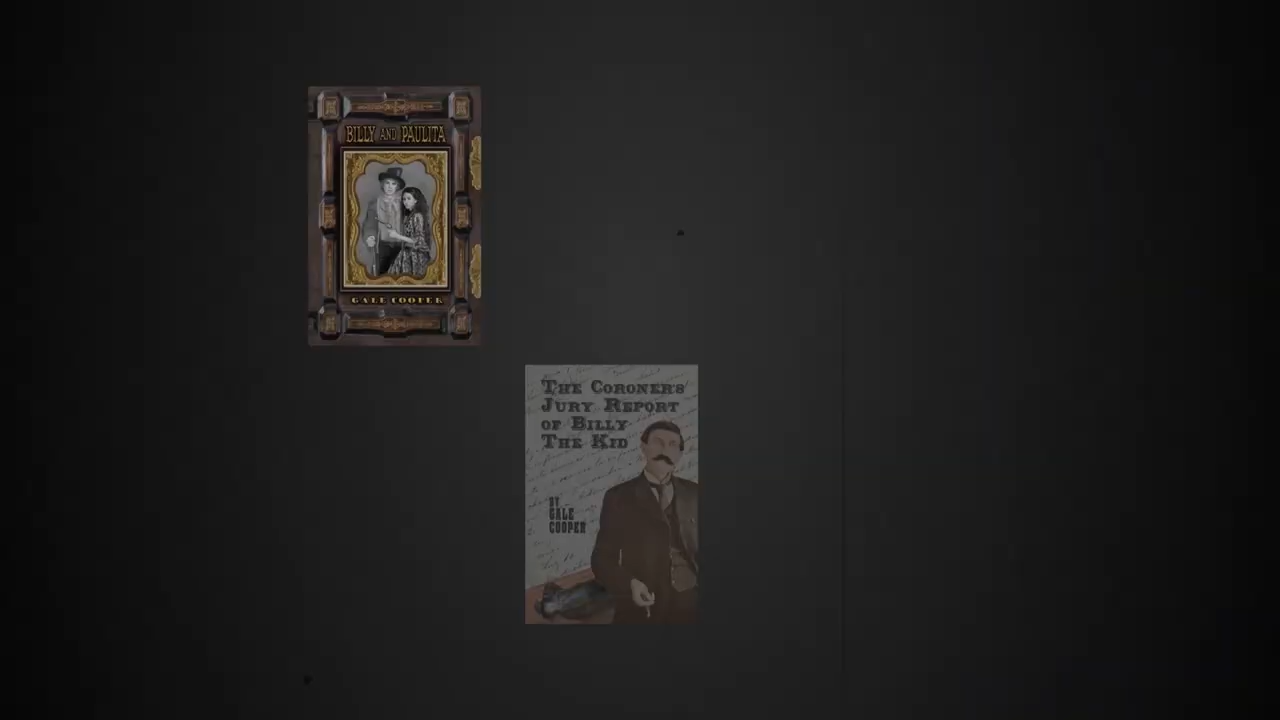 BILLY AND PAULITA
GALE COOPER
THE CORONER'S
JURY REPORT
OF BILLY
THE KID
BY
GALE
COOPER